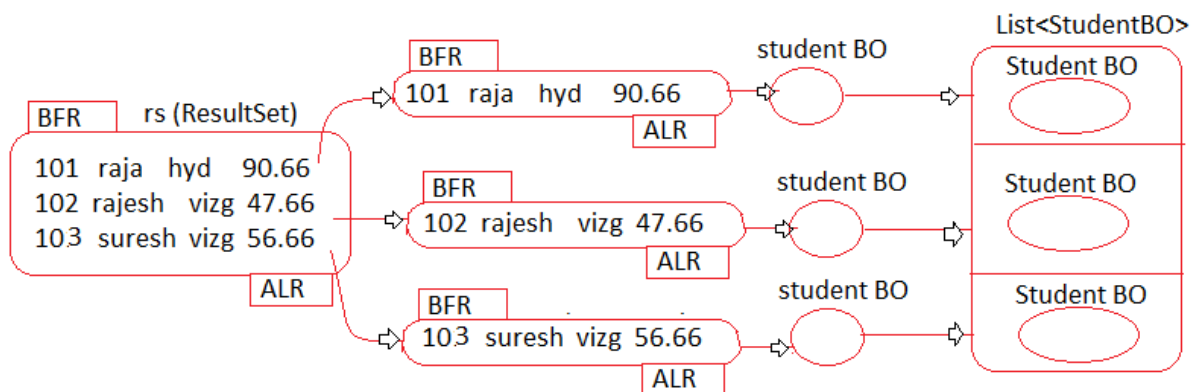 BFR
rs (ResultSet)
101 raja hyd 90.66
102 rajesh vizg 47.66
103 suresh vizg 56.66
ALR
BFR
101 raja hyd 90.66
ALR
student BO
BFR
102 rajesh vizg 47.66
ALR
student BO
BFR
103 suresh vizg 56.66
ALR
student BO
List<StudentBO>
Student BO
Student BO
Student BO